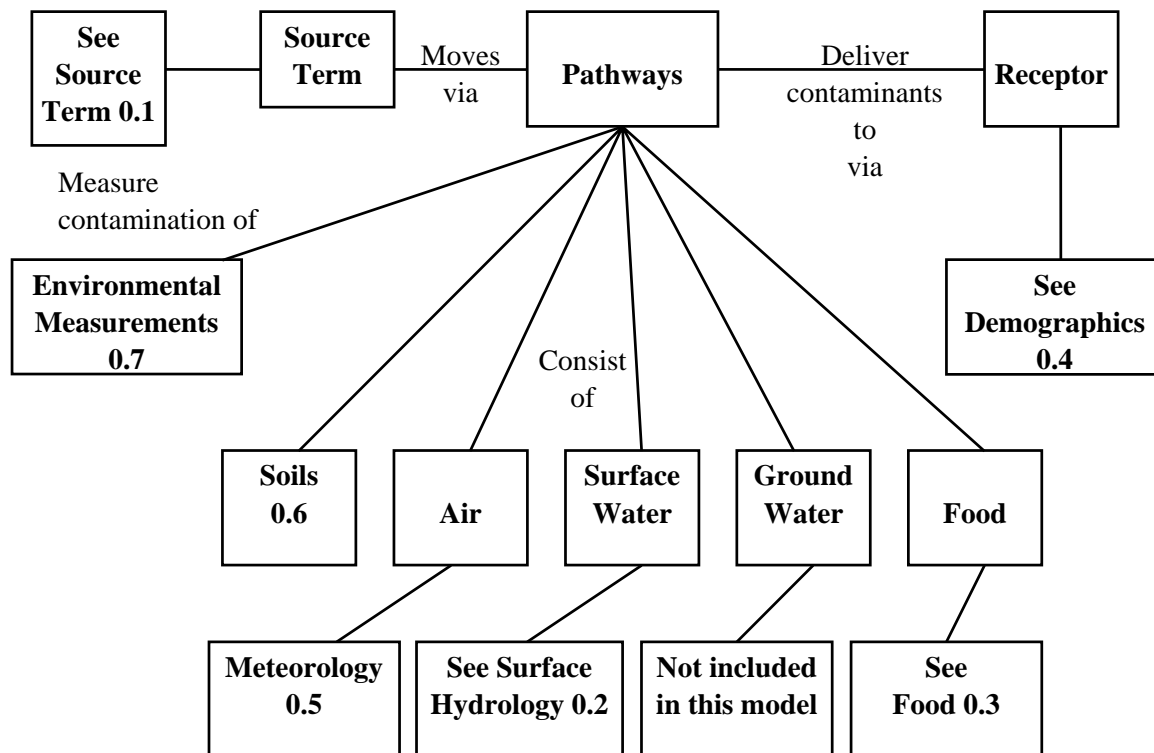 See
Source
Term 0.1
Source
Term
Moves
via
Pathways
Deliver
contaminants
to
via
Receptor
Measure
contamination of
Environmental
Measurements
0.7
See
Demographics
0.4
Consist
of
Soils
0.6
Air
Surface
Water
Ground
Water
Food
Meteorology
0.5
See Surface
Hydrology 0.2
Not included
in this model
See
Food 0.3